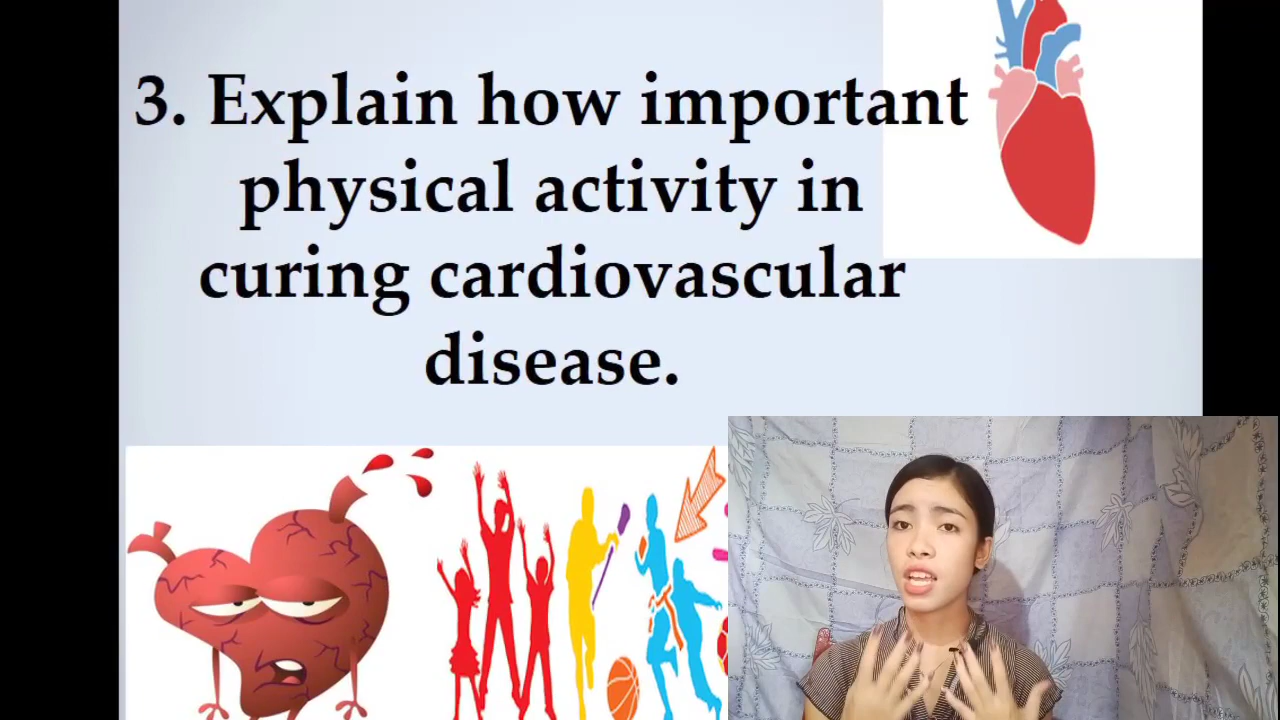 3. Explain how important
physical activity in
curing cardiovascular
disease.